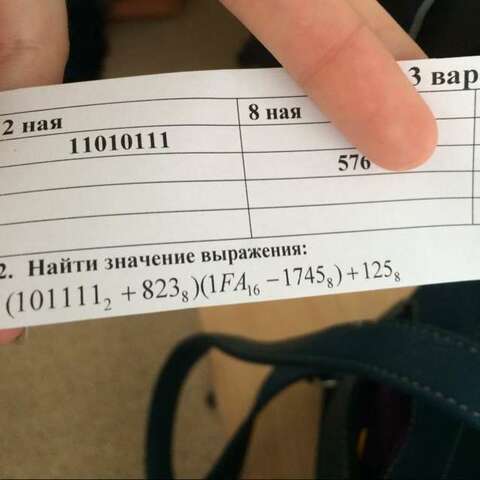 3 вар
2 ная 8 ная
11010111
576
2. Найти значение выражения:
(101111₂ + 823₈)(1FA₁₆ − 1745₈) + 125₈